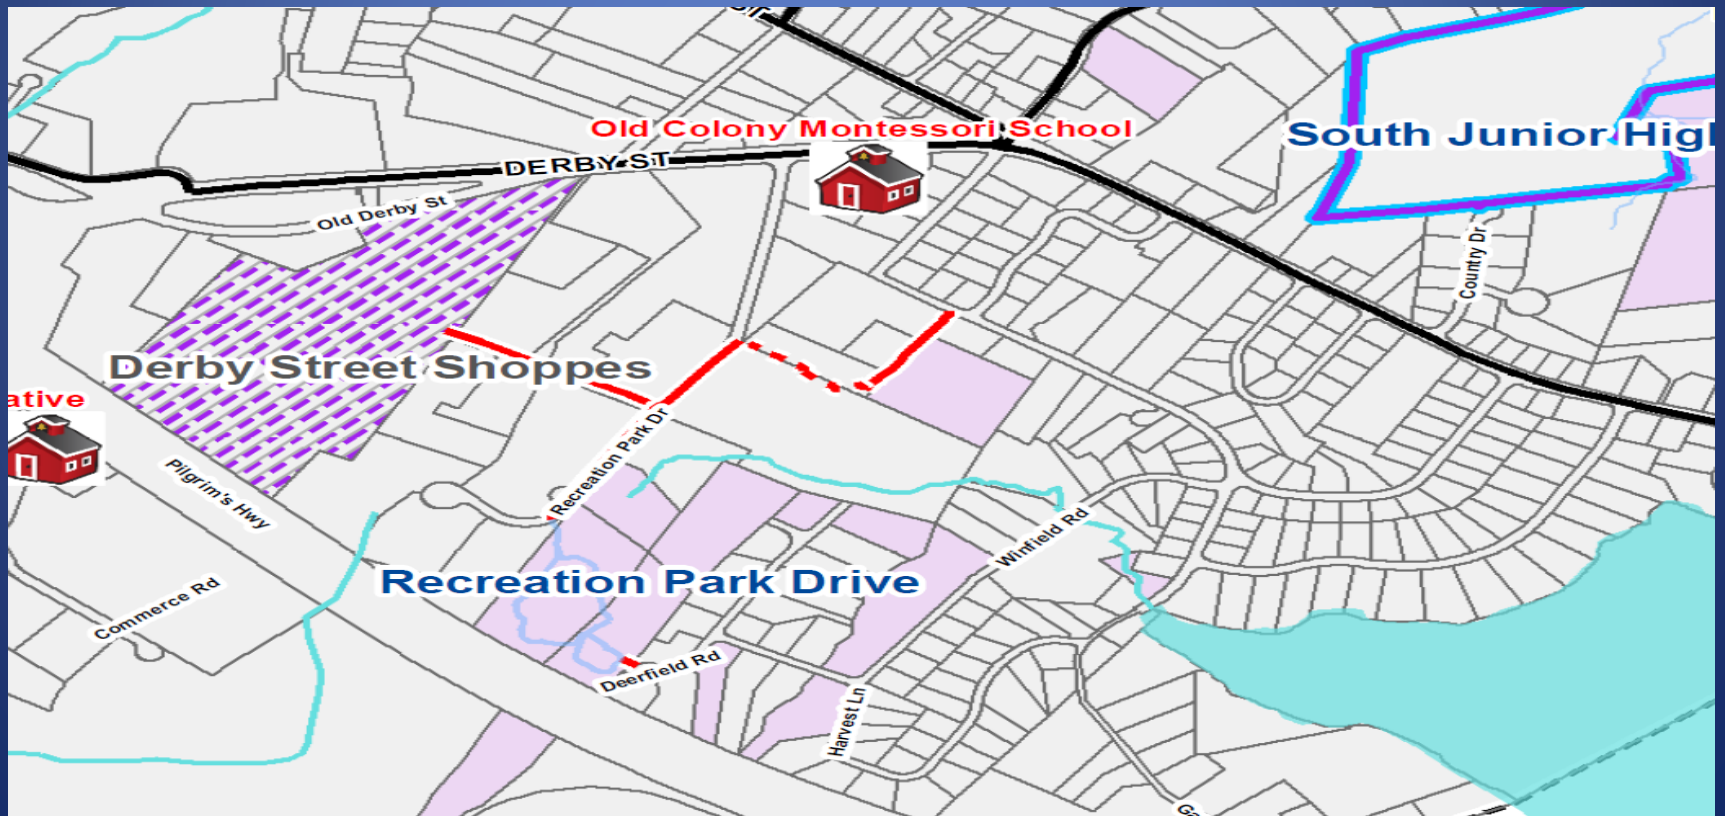 Old Colony Montessori School
South Junior High
DERBY ST
Old Derby St
Country Dr
Derby Street Shoppes
ative
Recreation Park Dr
Pilgrim's Hwy
Winfield Rd
Recreation Park Drive
Commerce Rd
Deerfield Rd
Harvest Ln